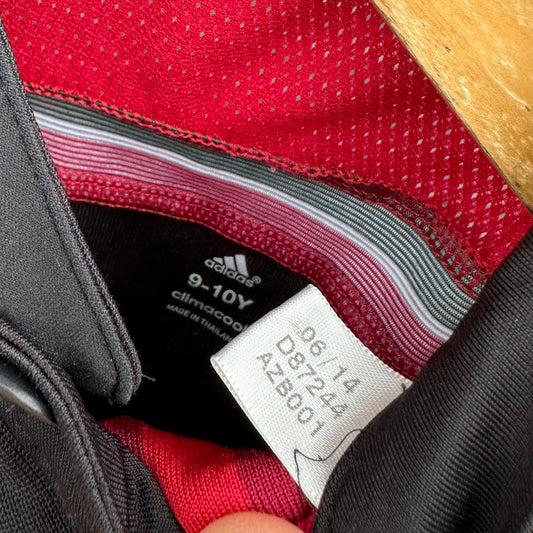 adidas®
9-10Y
climacool
MADE IN THAILAND
06/14
D87244
AZB001